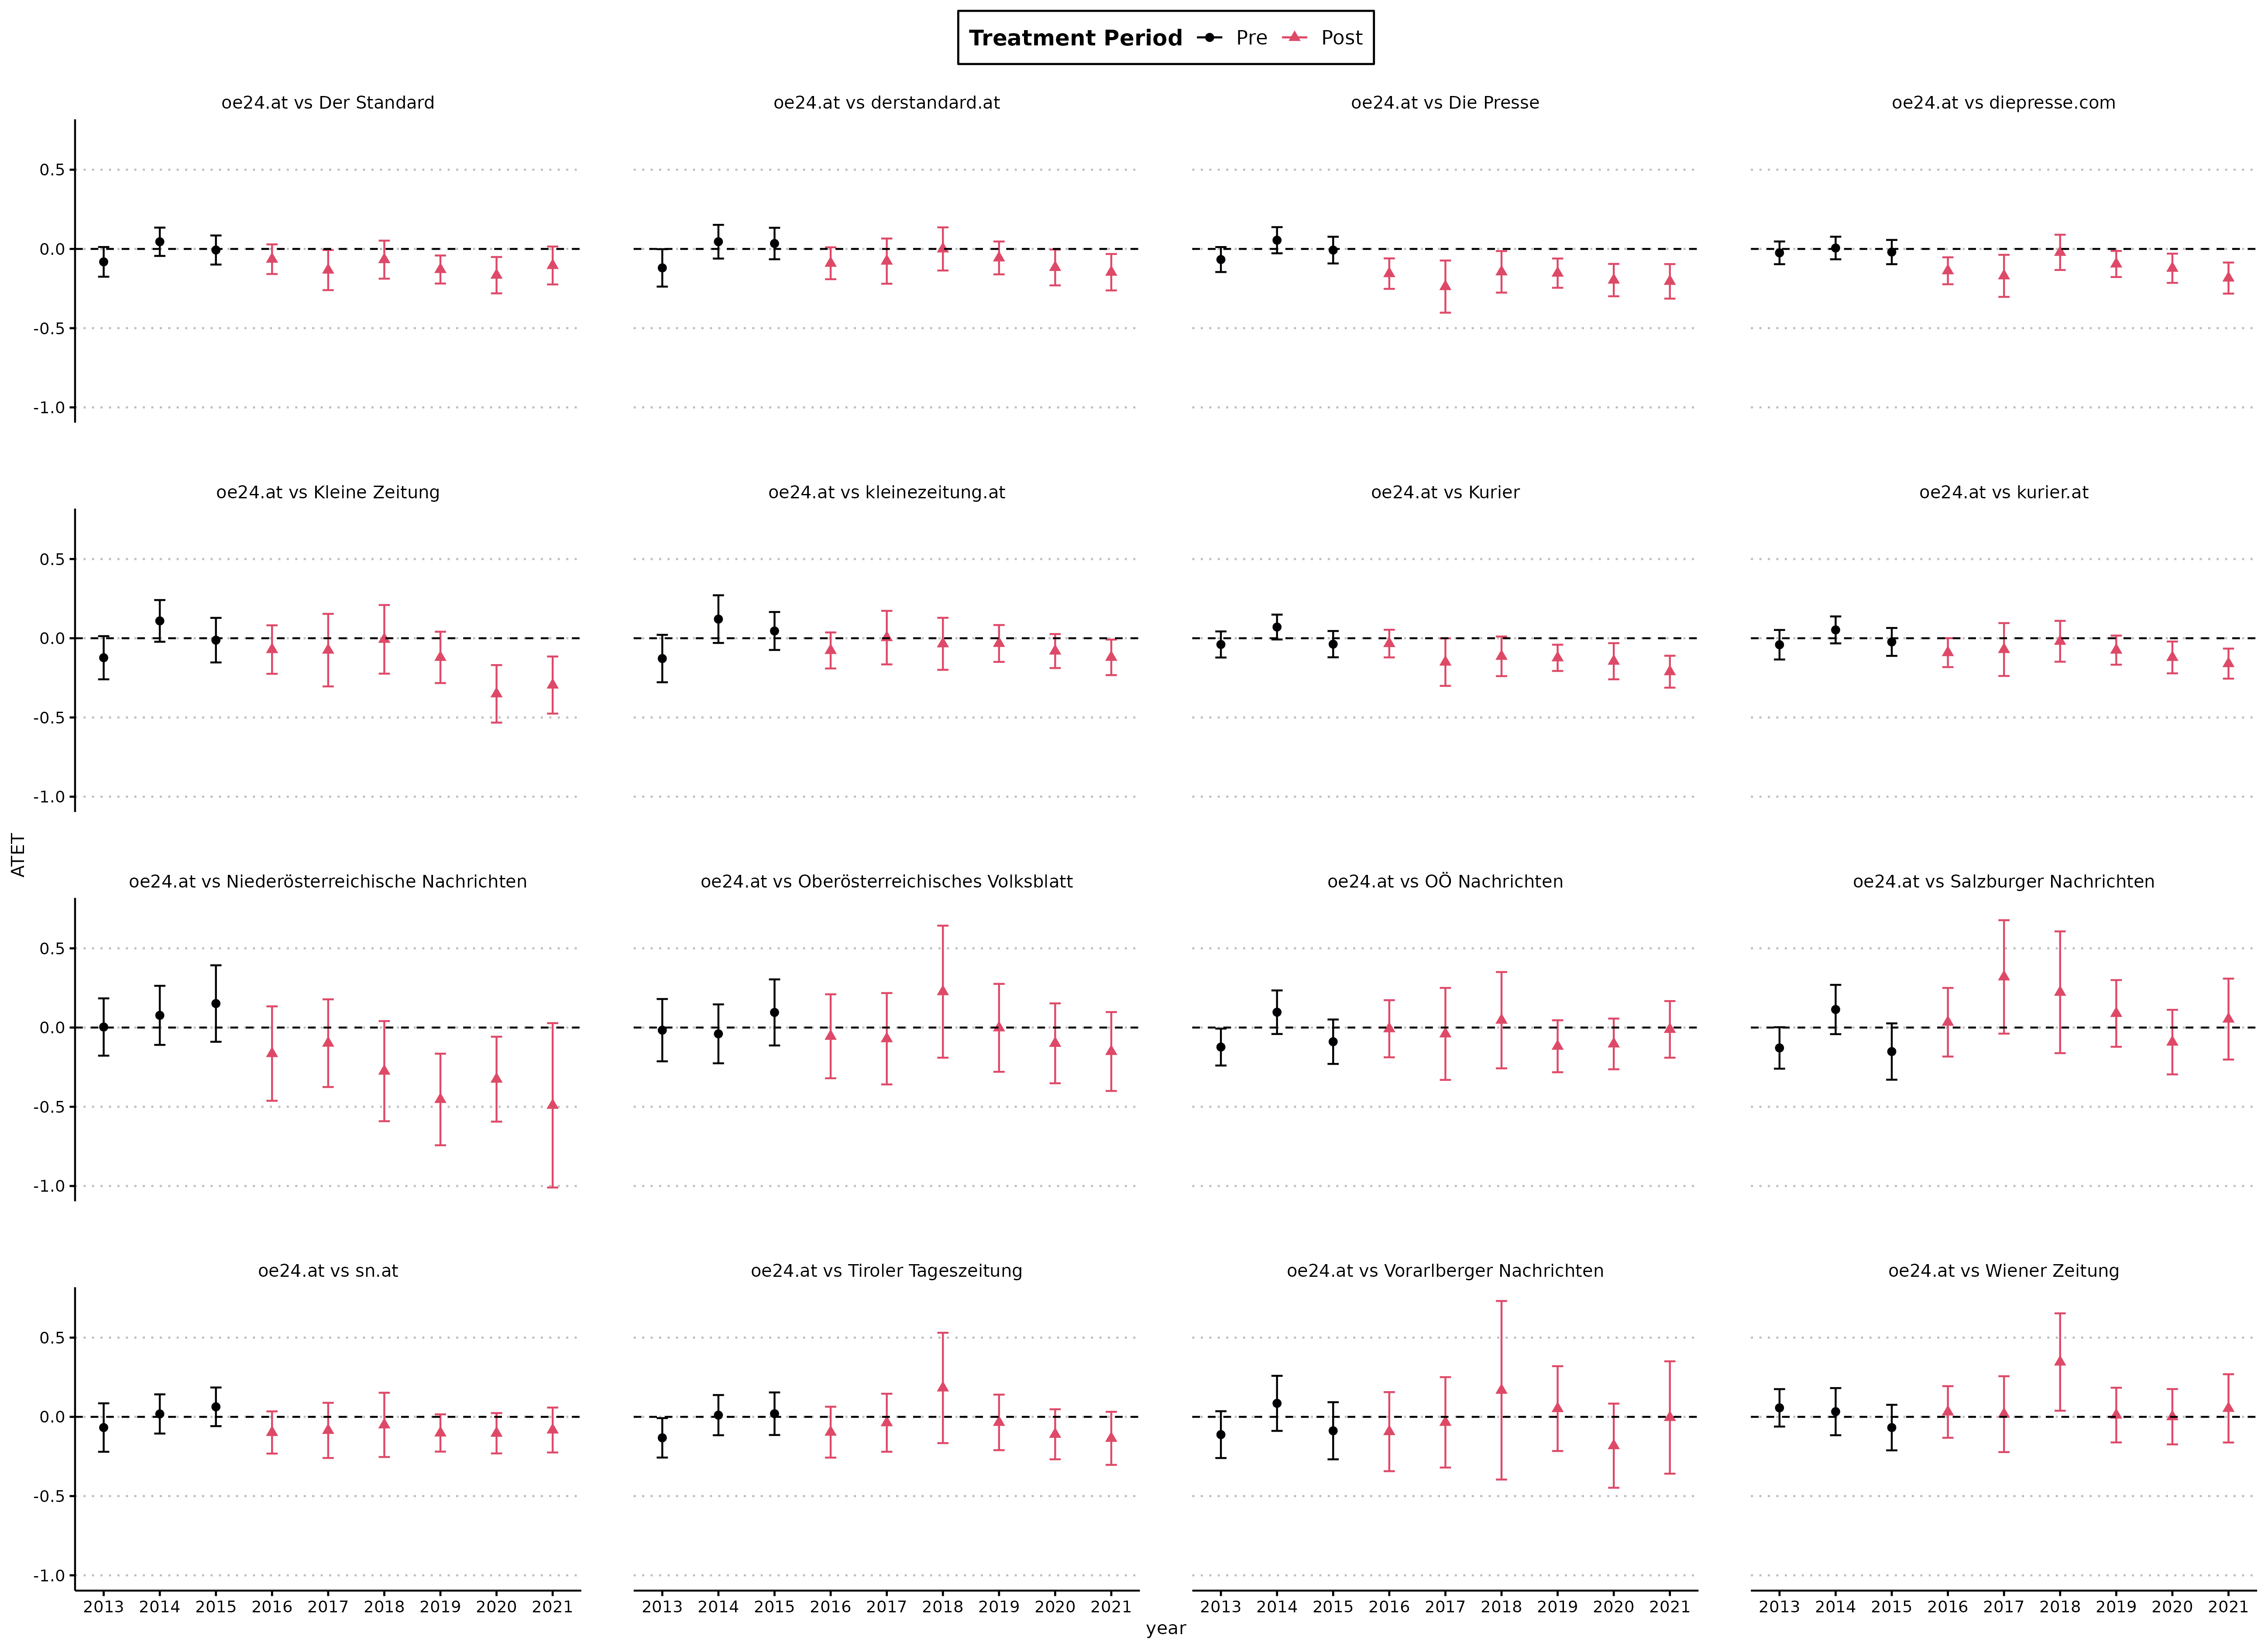 Treatment Period Pre Post
oe24.at vs Der Standard
oe24.at vs derstandard.at
oe24.at vs Die Presse
oe24.at vs diepresse.com
0.5
0.0
-0.5
-1.0
oe24.at vs Kleine Zeitung
oe24.at vs kleinezeitung.at
oe24.at vs Kurier
oe24.at vs kurier.at
0.5
0.0
-0.5
-1.0
ATET
oe24.at vs Niederösterreichische Nachrichten
oe24.at vs Oberösterreichisches Volksblatt
oe24.at vs OÖ Nachrichten
oe24.at vs Salzburger Nachrichten
0.5
0.0
-0.5
-1.0
oe24.at vs sn.at
oe24.at vs Tiroler Tageszeitung
oe24.at vs Vorarlberger Nachrichten
oe24.at vs Wiener Zeitung
0.5
0.0
-0.5
-1.0
2013 2014 2015 2016 2017 2018 2019 2020 2021
2013 2014 2015 2016 2017 2018 2019 2020 2021
2013 2014 2015 2016 2017 2018 2019 2020 2021
2013 2014 2015 2016 2017 2018 2019 2020 2021
year